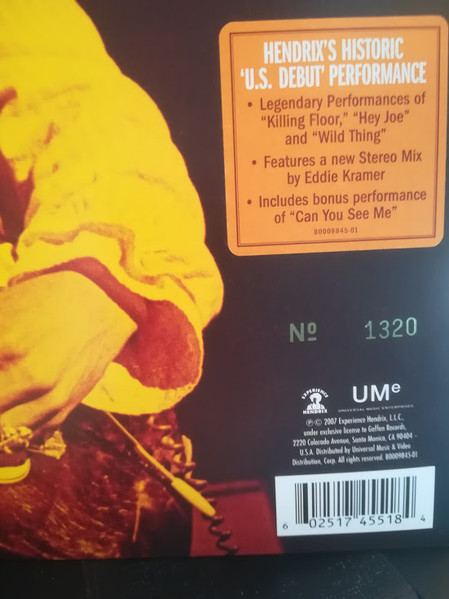 HENDRIX'S HISTORIC
'U.S. DEBUT' PERFORMANCE
• Legendary Performances of
"Killing Floor," "Hey Joe"
and "Wild Thing"
• Features a new Stereo Mix
by Eddie Kramer
• Includes bonus performance
of "Can You See Me"
B0009845-01
Nº 1320
EXPERIENCE
HENDRIX
UMe
UNIVERSAL MUSIC ENTERPRISES
℗ © 2007 Experience Hendrix, L.L.C.
under exclusive license to Geffen Records,
2220 Colorado Avenue, Santa Monica, CA 90404 -
U.S.A. Distributed by Universal Music & Video
Distribution, Corp. All rights reserved. B0009845-01
6 02517 45518 4